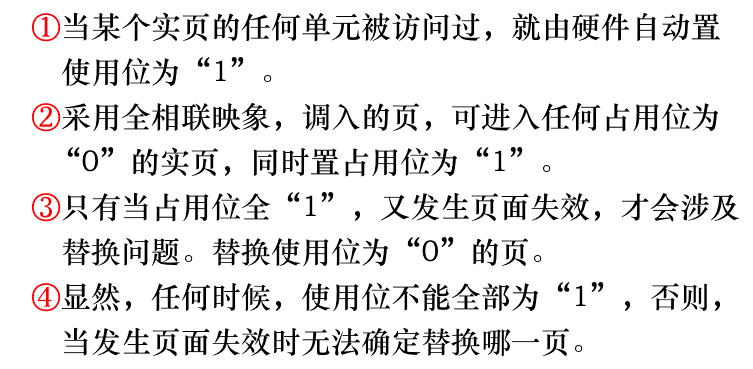 ①当某个实页的任何单元被访问过，就由硬件自动置
使用位为“1”。
②采用全相联映象，调入的页，可进入任何占用位为
“0”的实页，同时置占用位为“1”。
③只有当占用位全“1”，又发生页面失效，才会涉及
替换问题。替换使用位为“0”的页。
④显然，任何时候，使用位不能全部为“1”，否则，
当发生页面失效时无法确定替换哪一页。